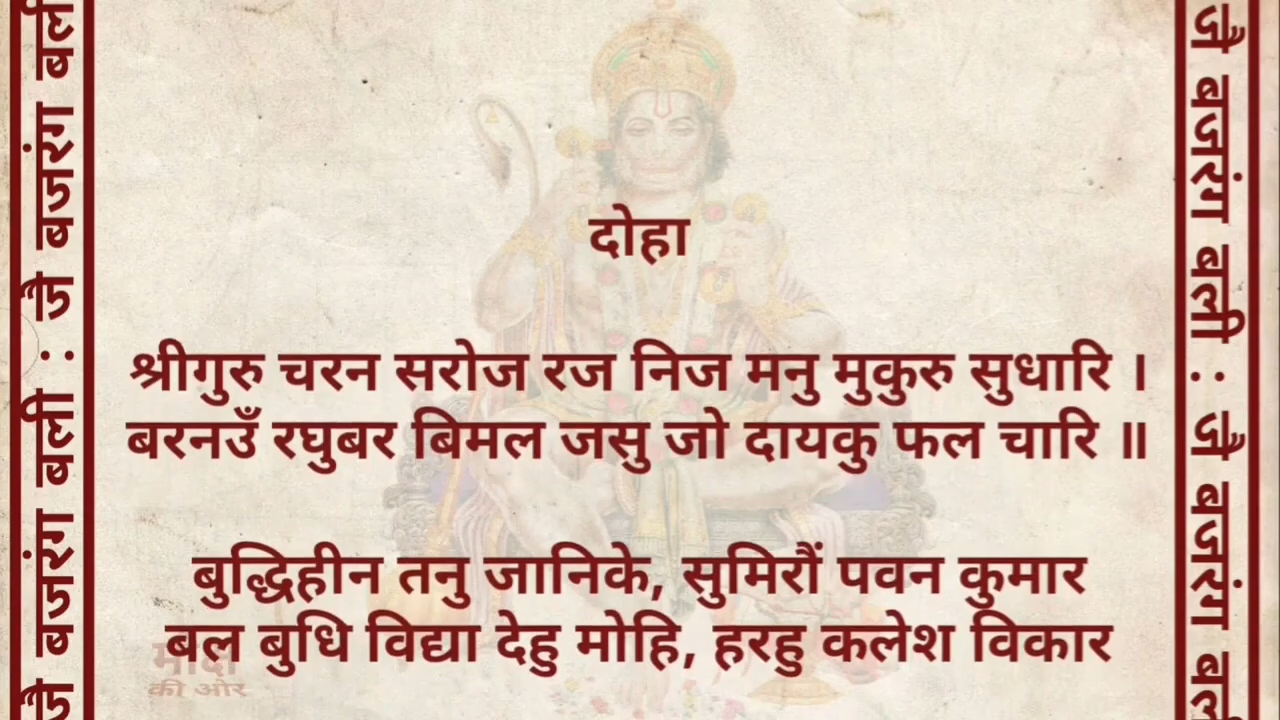 दोहा
श्रीगुरु चरन सरोज रज निज मनु मुकुरु सुधारि ।
बरनउँ रघुबर बिमल जसु जो दायकु फल चारि ॥
बुद्धिहीन तनु जानिके, सुमिरौं पवन कुमार
बल बुधि विद्या देहु मोहि, हरहु कलेश विकार
की ओर
जै बजरंग बली : जै बजरंग बली
जै बजरंग बली : जै बजरंग बली